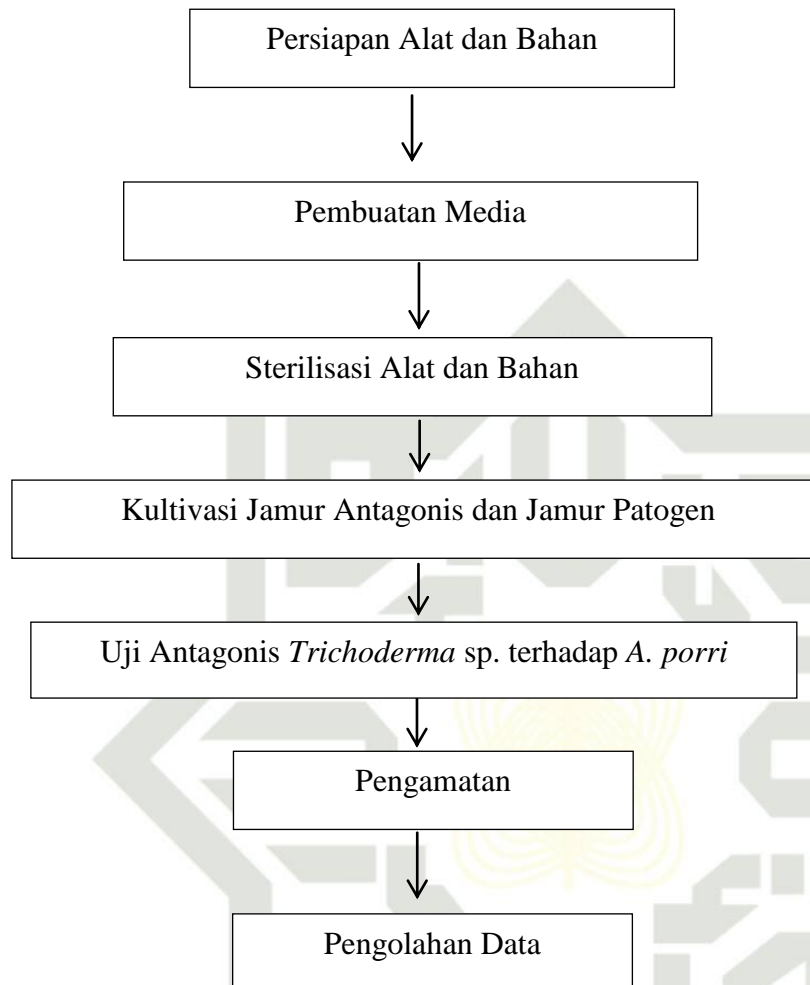 Persiapan Alat dan Bahan
Pembuatan Media
Sterilisasi Alat dan Bahan
Kultivasi Jamur Antagonis dan Jamur Patogen
Uji Antagonis Trichoderma sp. terhadap A. porri
Pengamatan
Pengolahan Data